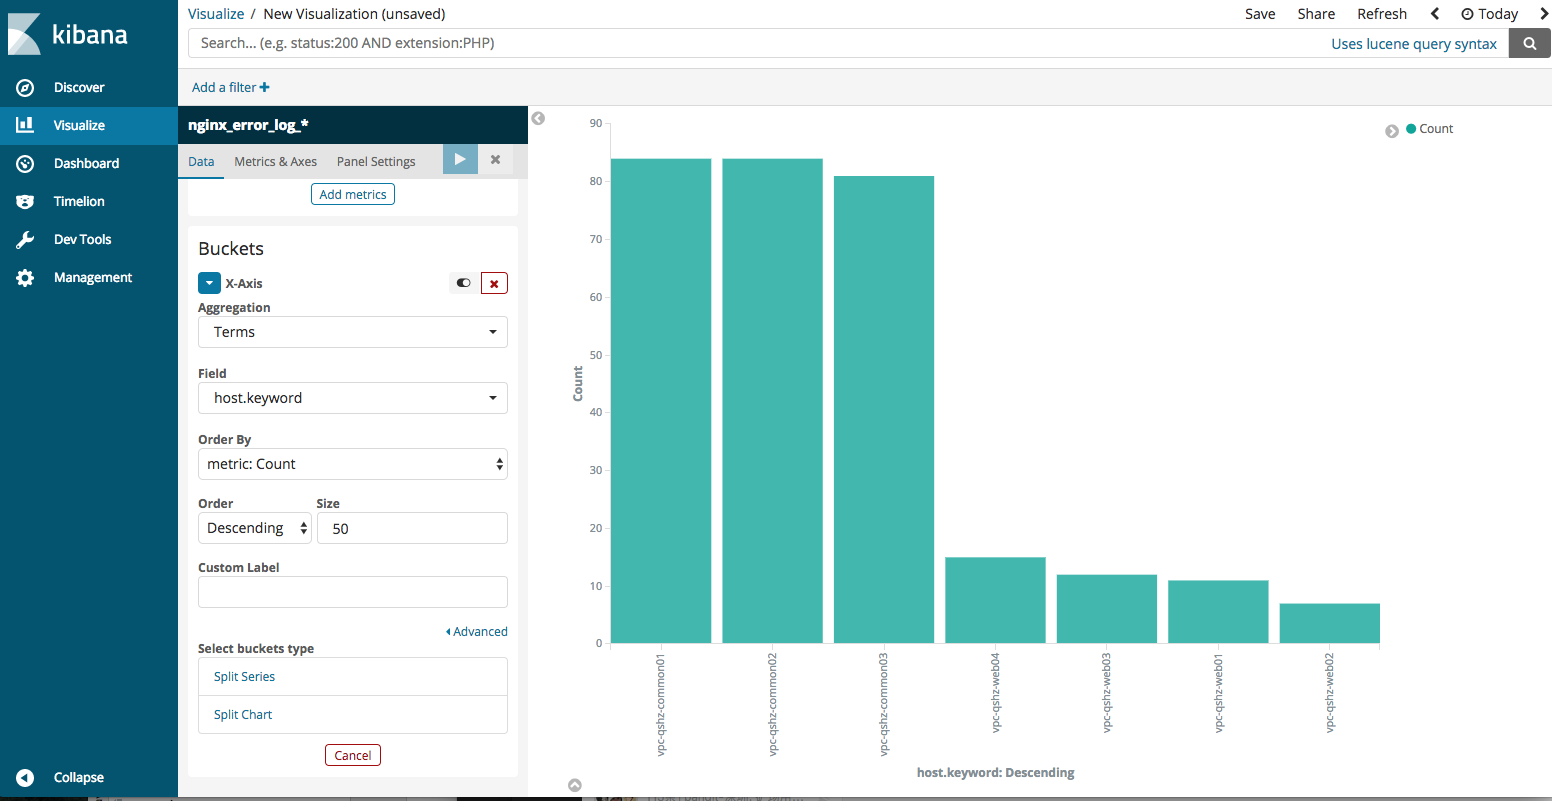 kibana
Discover
Visualize
Dashboard
Timelion
Dev Tools
Management
Collapse
Visualize / New Visualization (unsaved)
Save Share Refresh Today
Search... (e.g. status:200 AND extension:PHP)
Uses lucene query syntax
Add a filter
nginx_error_log_*
Data Metrics & Axes Panel Settings
Add metrics
Buckets
X-Axis
Aggregation
Terms
Field
host.keyword
Order By
metric: Count
Order Size
Descending 50
Custom Label
Advanced
Select buckets type
Split Series
Split Chart
Cancel
Count
90
80
70
60
50
40
30
20
10
0
Count
vpc-qshz-common01
vpc-qshz-common02
vpc-qshz-common03
vpc-qshz-web04
vpc-qshz-web03
vpc-qshz-web01
vpc-qshz-web02
host.keyword: Descending